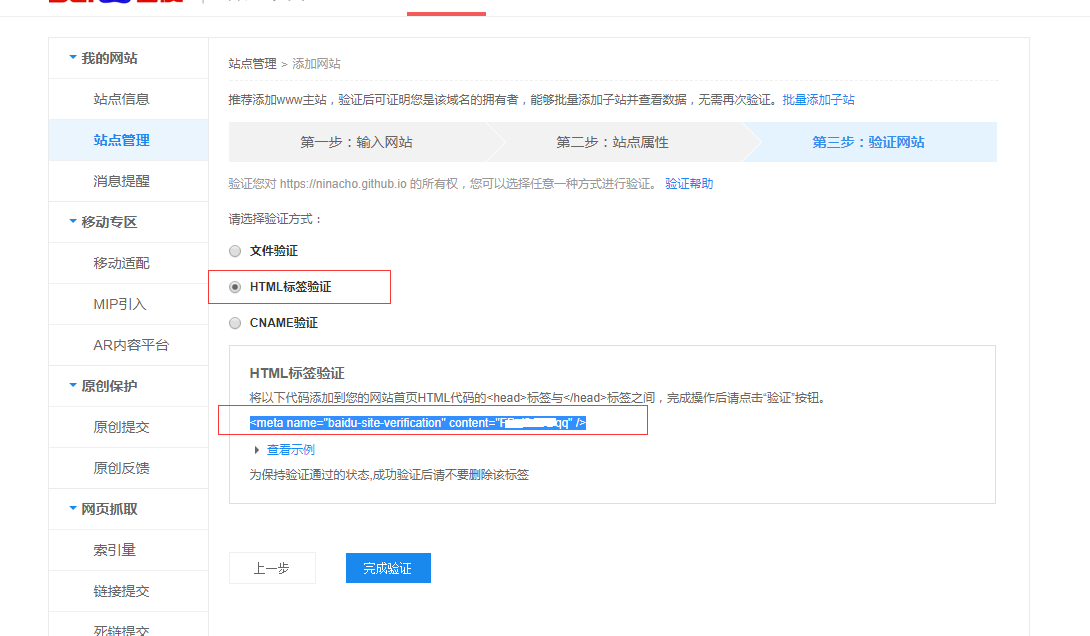 我的网站
站点信息
站点管理
消息提醒
移动专区
移动适配
MIP引入
AR内容平台
原创保护
原创提交
原创反馈
网页抓取
索引量
链接提交
死链提交
站点管理 > 添加网站
推荐添加www主站，验证后可证明您是该域名的拥有者，能够批量添加子站并查看数据，无需再次验证。批量添加子站
第一步：输入网站
第二步：站点属性
第三步：验证网站
验证您对 https://ninacho.github.io 的所有权，您可以选择任意一种方式进行验证。 验证帮助
请选择验证方式：
文件验证
HTML标签验证
CNAME验证
HTML标签验证
将以下代码添加到您的网站首页HTML代码的<head>标签与</head>标签之间，完成操作后请点击“验证”按钮。
<meta name="baidu-site-verification" content="F qq" />
查看示例
为保持验证通过的状态,成功验证后请不要删除该标签
上一步
完成验证